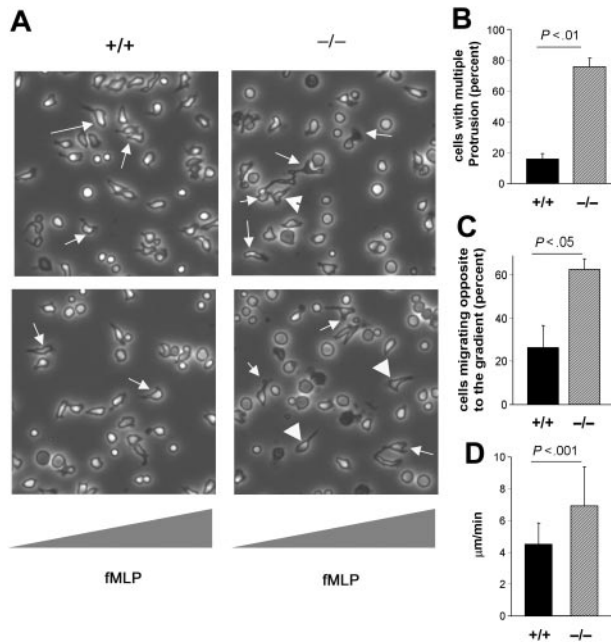 A
+/+
–/–
fMLP
fMLP
B
P <.01
cells with multiple
Protrusion (percent)
100
80
60
40
20
0
+/+
–/–
C
P <.05
cells migrating opposite
to the gradient (percent)
60
40
20
0
+/+
–/–
D
P <.001
μm/min
10
8
6
4
2
0
+/+
–/–